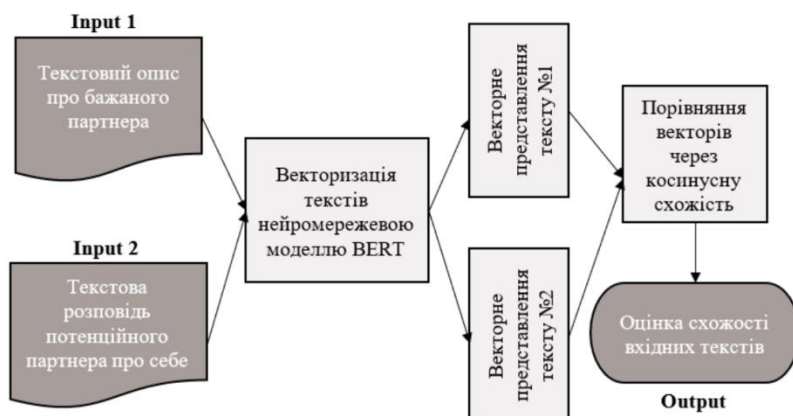 Input 1
Текстовий опис
про бажаного
партнера
Input 2
Текстова
розповідь
потенційного
партнера про себе
Векторизація
текстів
нейромережевою
моделлю BERT
Векторне
представлення
тексту №1
Векторне
представлення
тексту №2
Порівняння
векторів
через
косинусну
схожість
Оцінка схожості
вхідних текстів
Output